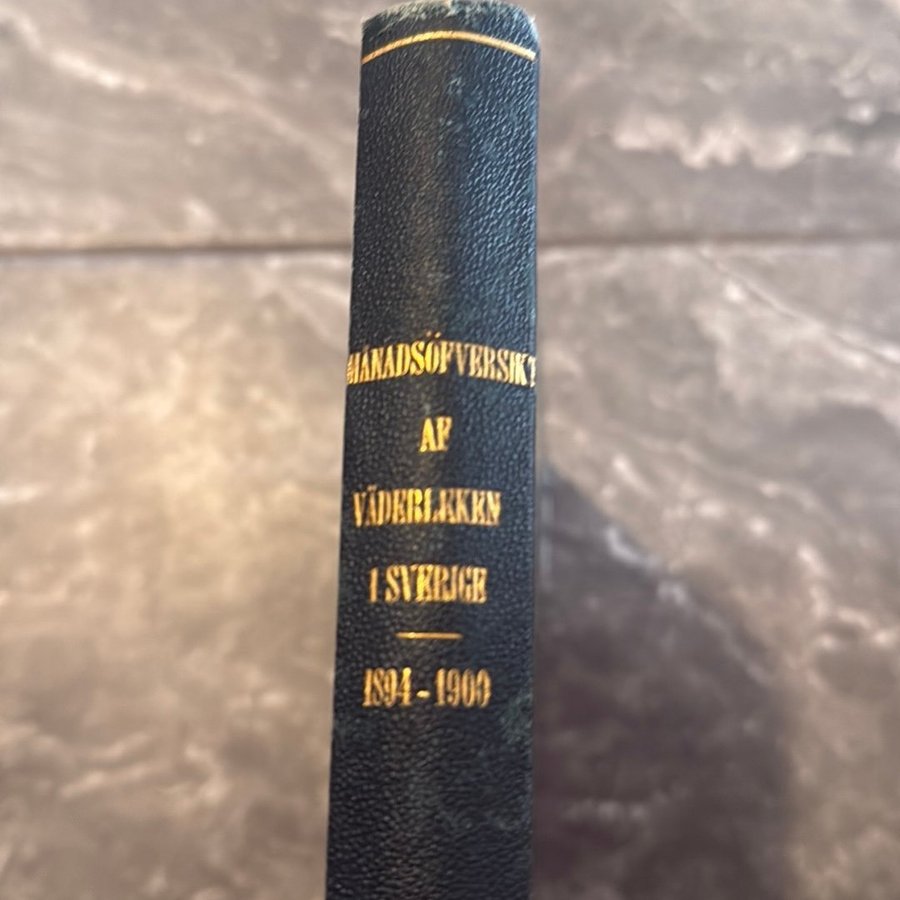 MÅNADSÖFVERSIKT
AF
VÄDERLEKEN
I SVERIGE
1894-1900